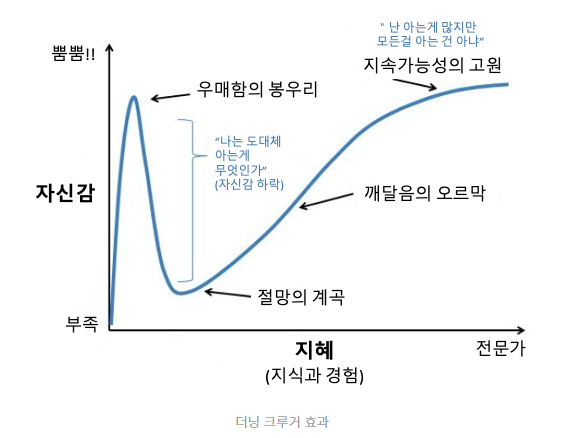 " 난 아는게 많지만
모든걸 아는 건 아냐“
지속가능성의 고원
뿜뿜!!
우매함의 봉우리
“나는 도대체
아는게
무엇인가”
(자신감 하락)
자신감
깨달음의 오르막
절망의 계곡
부족
지혜
전문가
(지식과 경험)
더닝 크루거 효과